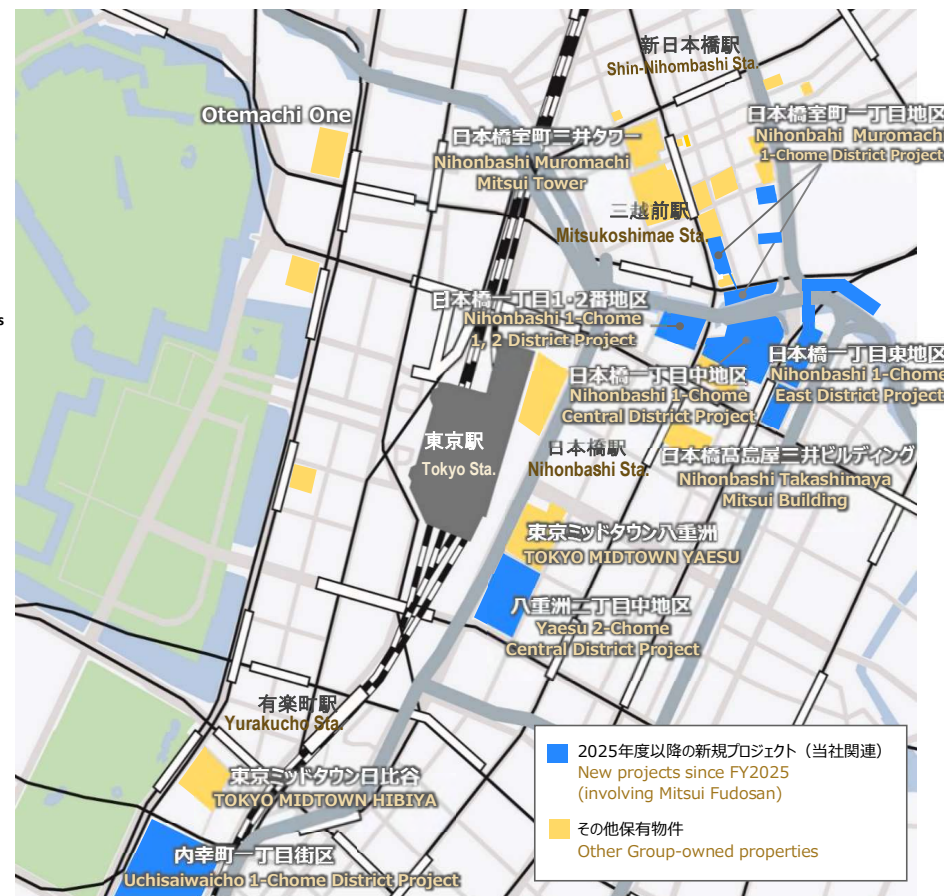 新日本橋駅
Shin-Nihombashi Sta.
Otemachi One
日本橋室町一丁目地区
Nihonbahi Muromachi
1-Chome District Project
日本橋室町三井タワー
Nihonbashi Muromachi
Mitsui Tower
三越前駅
Mitsukoshimae Sta.
日本橋一丁目1・2番地区
Nihonbashi 1-Chome
1, 2 District Project
s
日本橋一丁目東地区
Nihonbashi 1-Chome
East District Project
日本橋一丁目中地区
Nihonbashi 1-Chome
Central District Project
東京駅
Tokyo Sta.
日本橋駅
Nihonbashi Sta.
日本橋髙島屋三井ビルディング
Nihonbashi Takashimaya
Mitsui Building
東京ミッドタウン八重洲
TOKYO MIDTOWN YAESU
八重洲二丁目中地区
Yaesu 2-Chome
Central District Project
有楽町駅
Yurakucho Sta.
東京ミッドタウン日比谷
TOKYO MIDTOWN HIBIYA
内幸町一丁目街区
Uchisaiwaicho 1-Chome District Project
2025年度以降の新規プロジェクト（当社関連）
New projects since FY2025
(involving Mitsui Fudosan)
その他保有物件
Other Group-owned properties